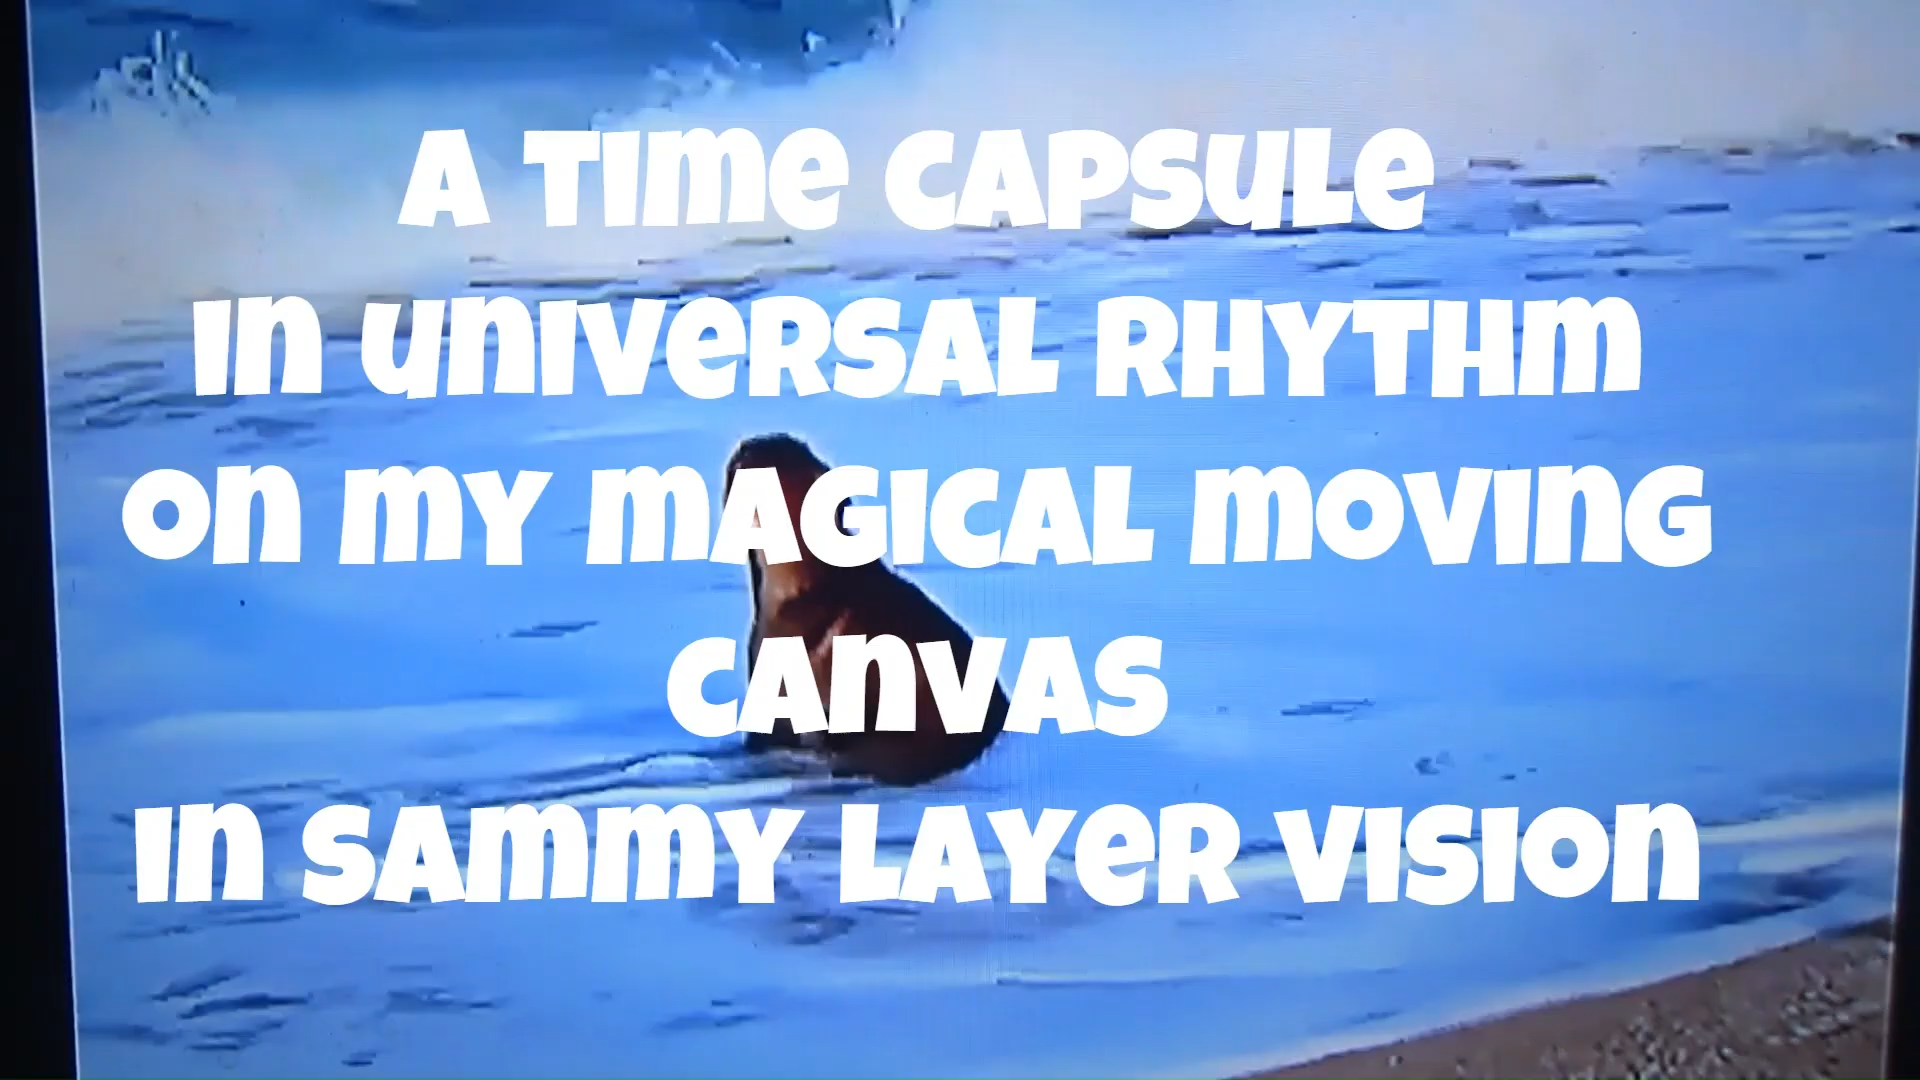 A TIME CAPSULE
IN UNIVERSAL RHYTHM
ON MY MAGICAL MOVING
CANVAS
IN SAMMY LAYER VISION